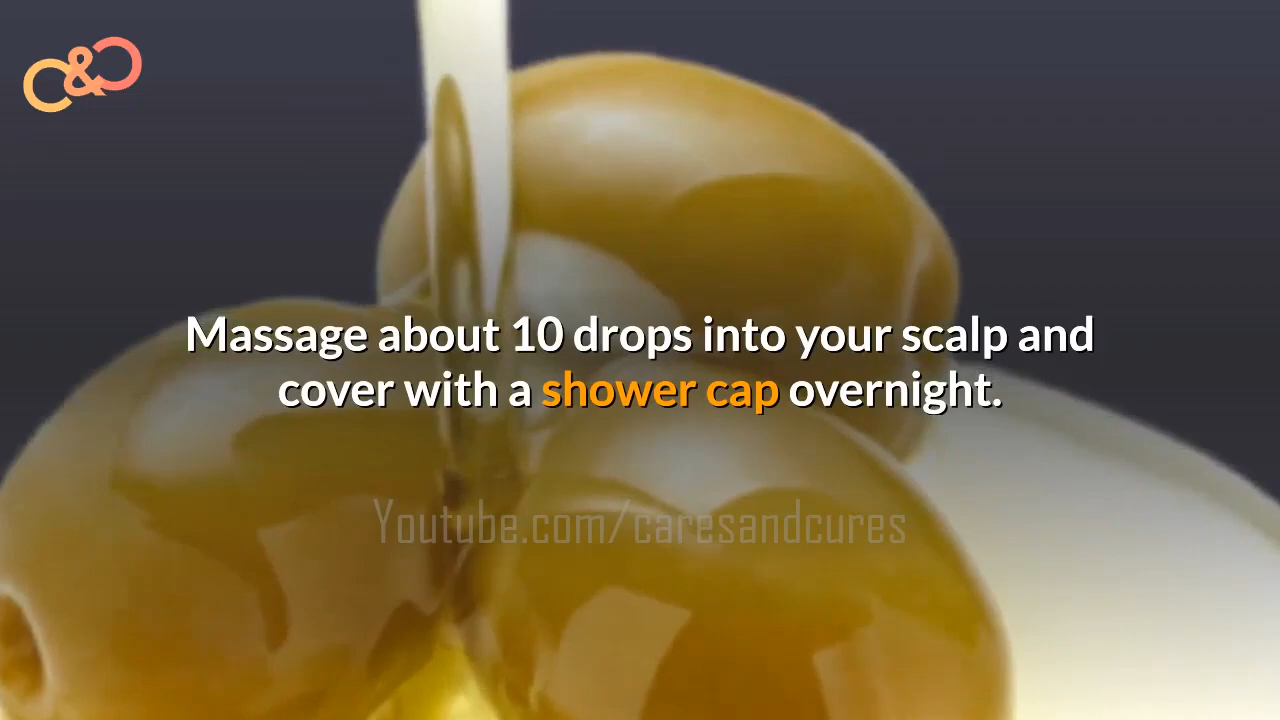 C&C
Massage about 10 drops into your scalp and
cover with a shower cap overnight.
Youtube.com/caresandcures